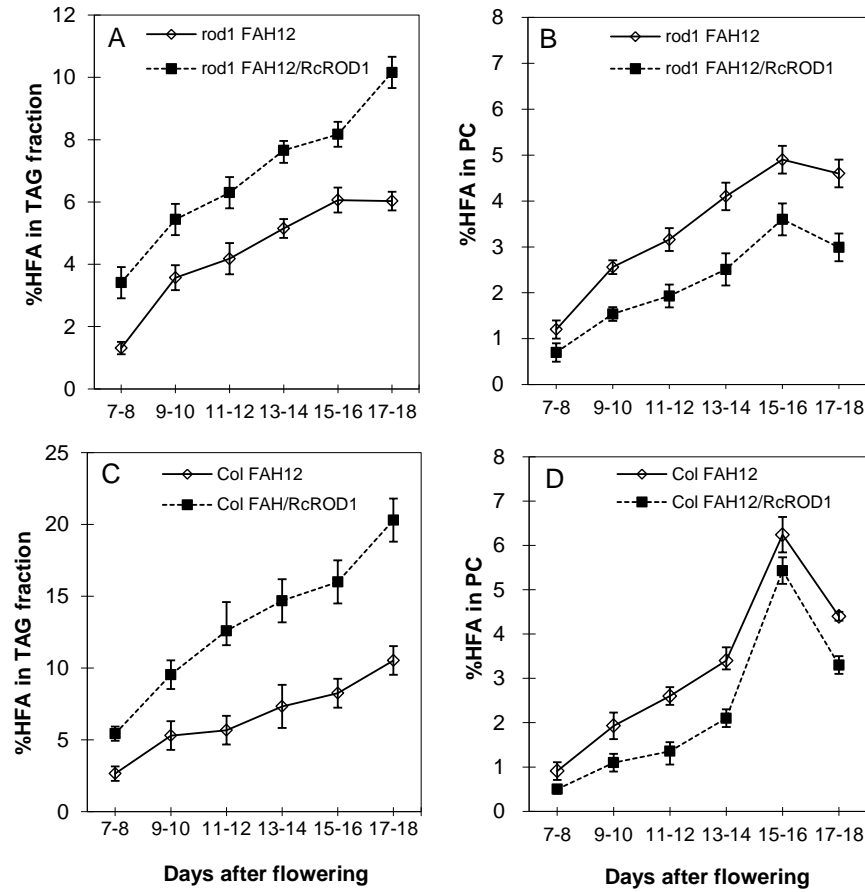 A
rod1 FAH12
rod1 FAH12/RcROD1
%HFA in TAG fraction
12
10
8
6
4
2
0
7-8 9-10 11-12 13-14 15-16 17-18
B
rod1 FAH12
rod1 FAH12/RcROD1
%HFA in PC
8
7
6
5
4
3
2
1
0
7-8 9-10 11-12 13-14 15-16 17-18
C
Col FAH12
Col FAH/RcROD1
%HFA in TAG fraction
25
20
15
10
5
0
7-8 9-10 11-12 13-14 15-16 17-18
Days after flowering
D
Col FAH12
Col FAH12/RcROD1
%HFA in PC
8
7
6
5
4
3
2
1
0
7-8 9-10 11-12 13-14 15-16 17-18
Days after flowering